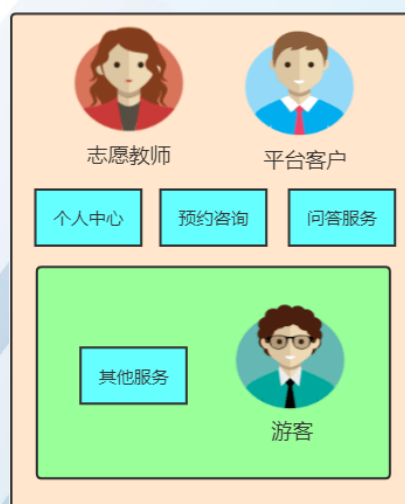 志愿教师
平台客户
个人中心
预约咨询
问答服务
其他服务
游客